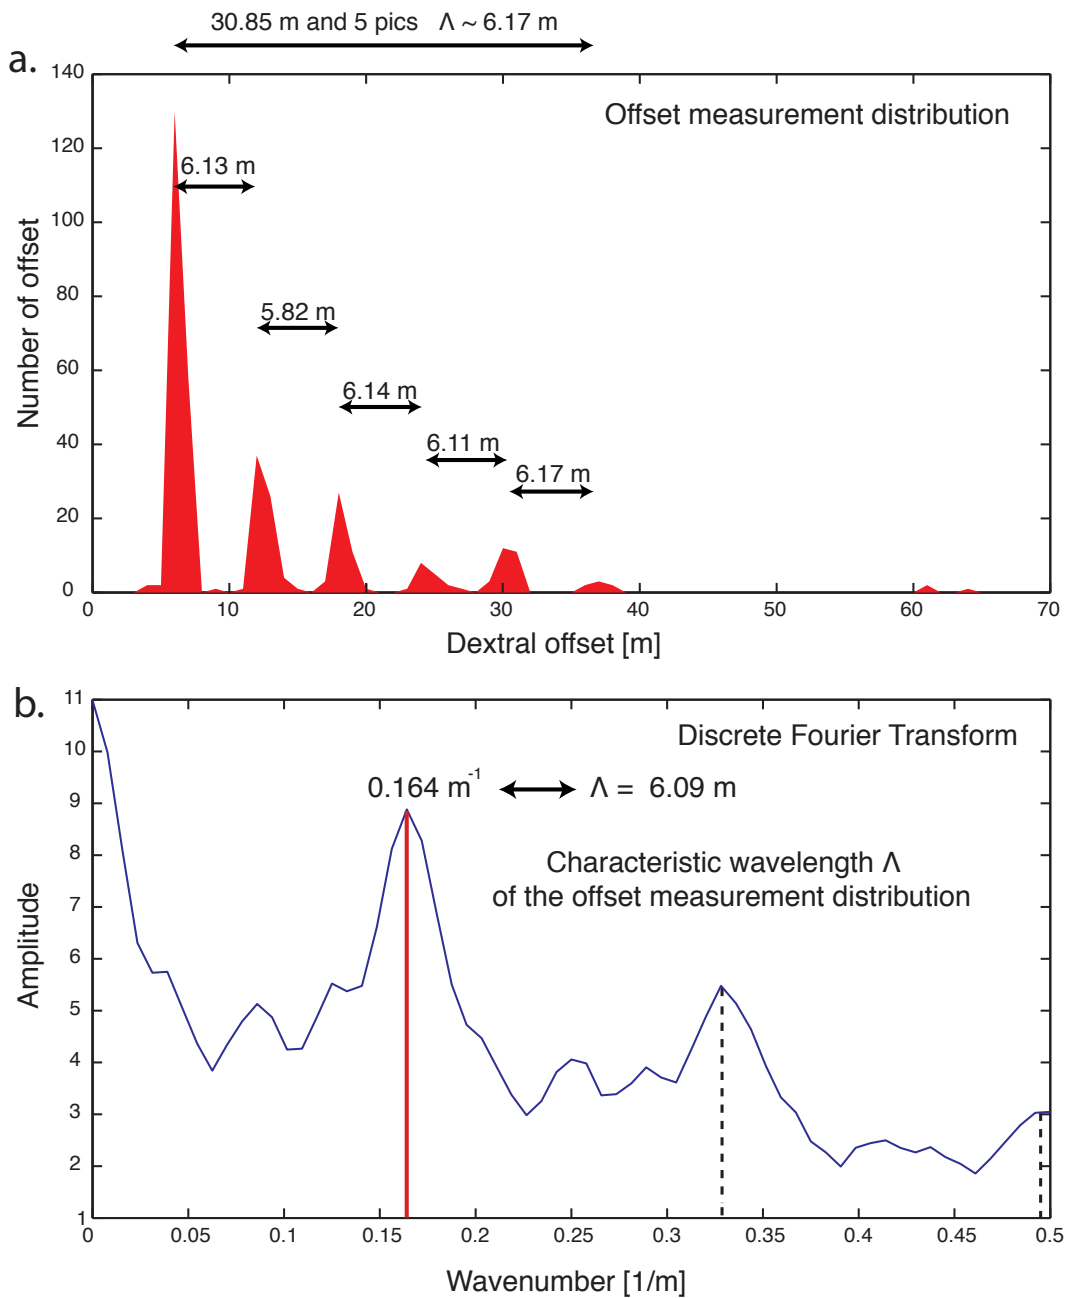 30.85 m and 5 pics Λ ~ 6.17 m
a.
Offset measurement distribution
6.13 m
5.82 m
6.14 m
6.11 m
6.17 m
140
120
100
80
60
40
20
0
Number of offset
0 10 20 30 40 50 60 70
Dextral offset [m]
b.
Discrete Fourier Transform
0.164 m⁻¹ Λ = 6.09 m
Characteristic wavelength Λ
of the offset measurement distribution
11
10
9
8
7
6
5
4
3
2
1
Amplitude
0 0.05 0.1 0.15 0.2 0.25 0.3 0.35 0.4 0.45 0.5
Wavenumber [1/m]